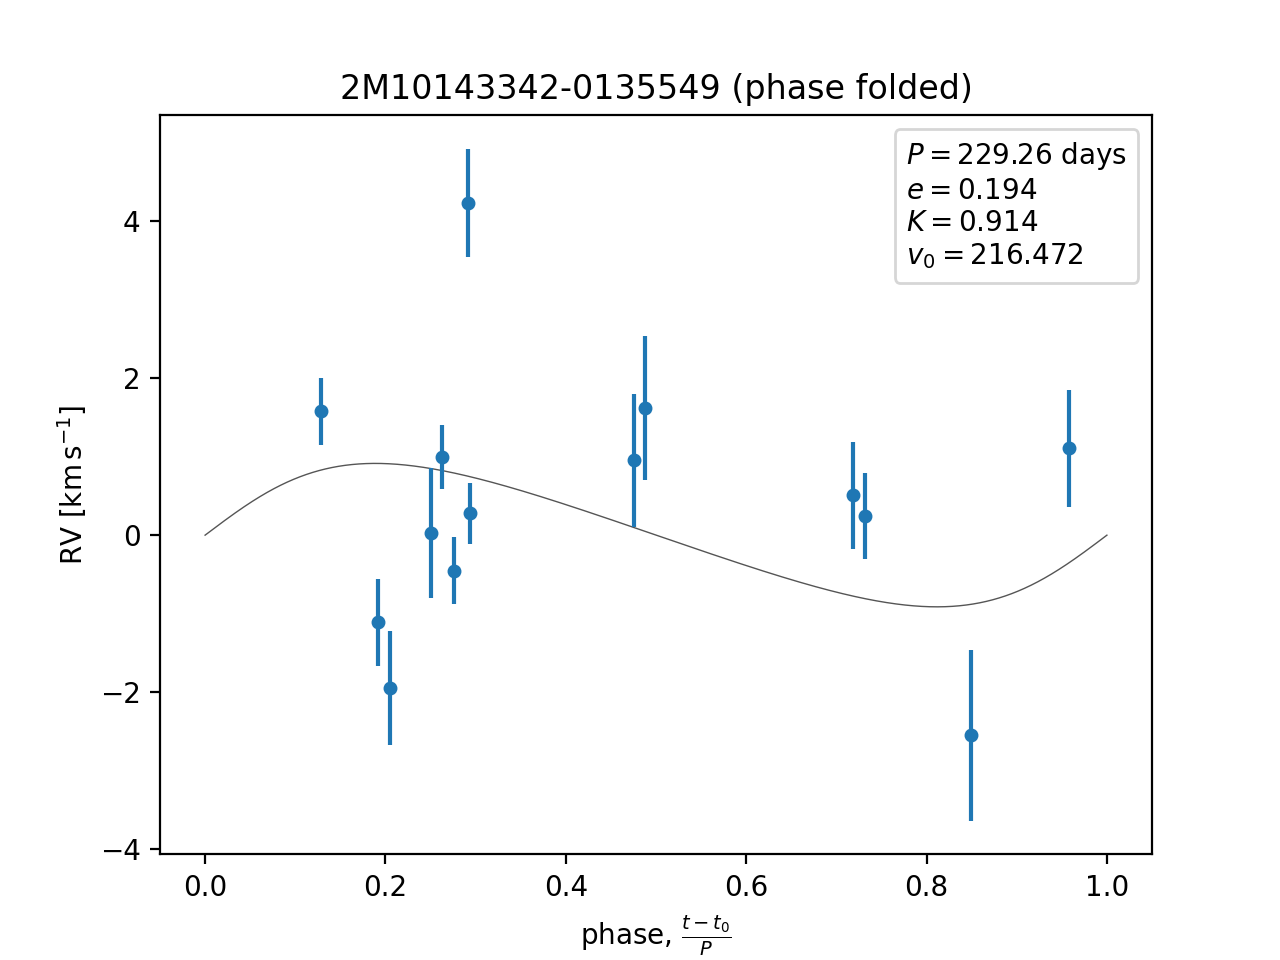 2M10143342-0135549 (phase folded)
P = 229.26 days
e = 0.194
K = 0.914
v₀ = 216.472
4
2
0
−2
−4
RV [km s⁻¹]
0.0 0.2 0.4 0.6 0.8 1.0
phase, (t − t₀)/P